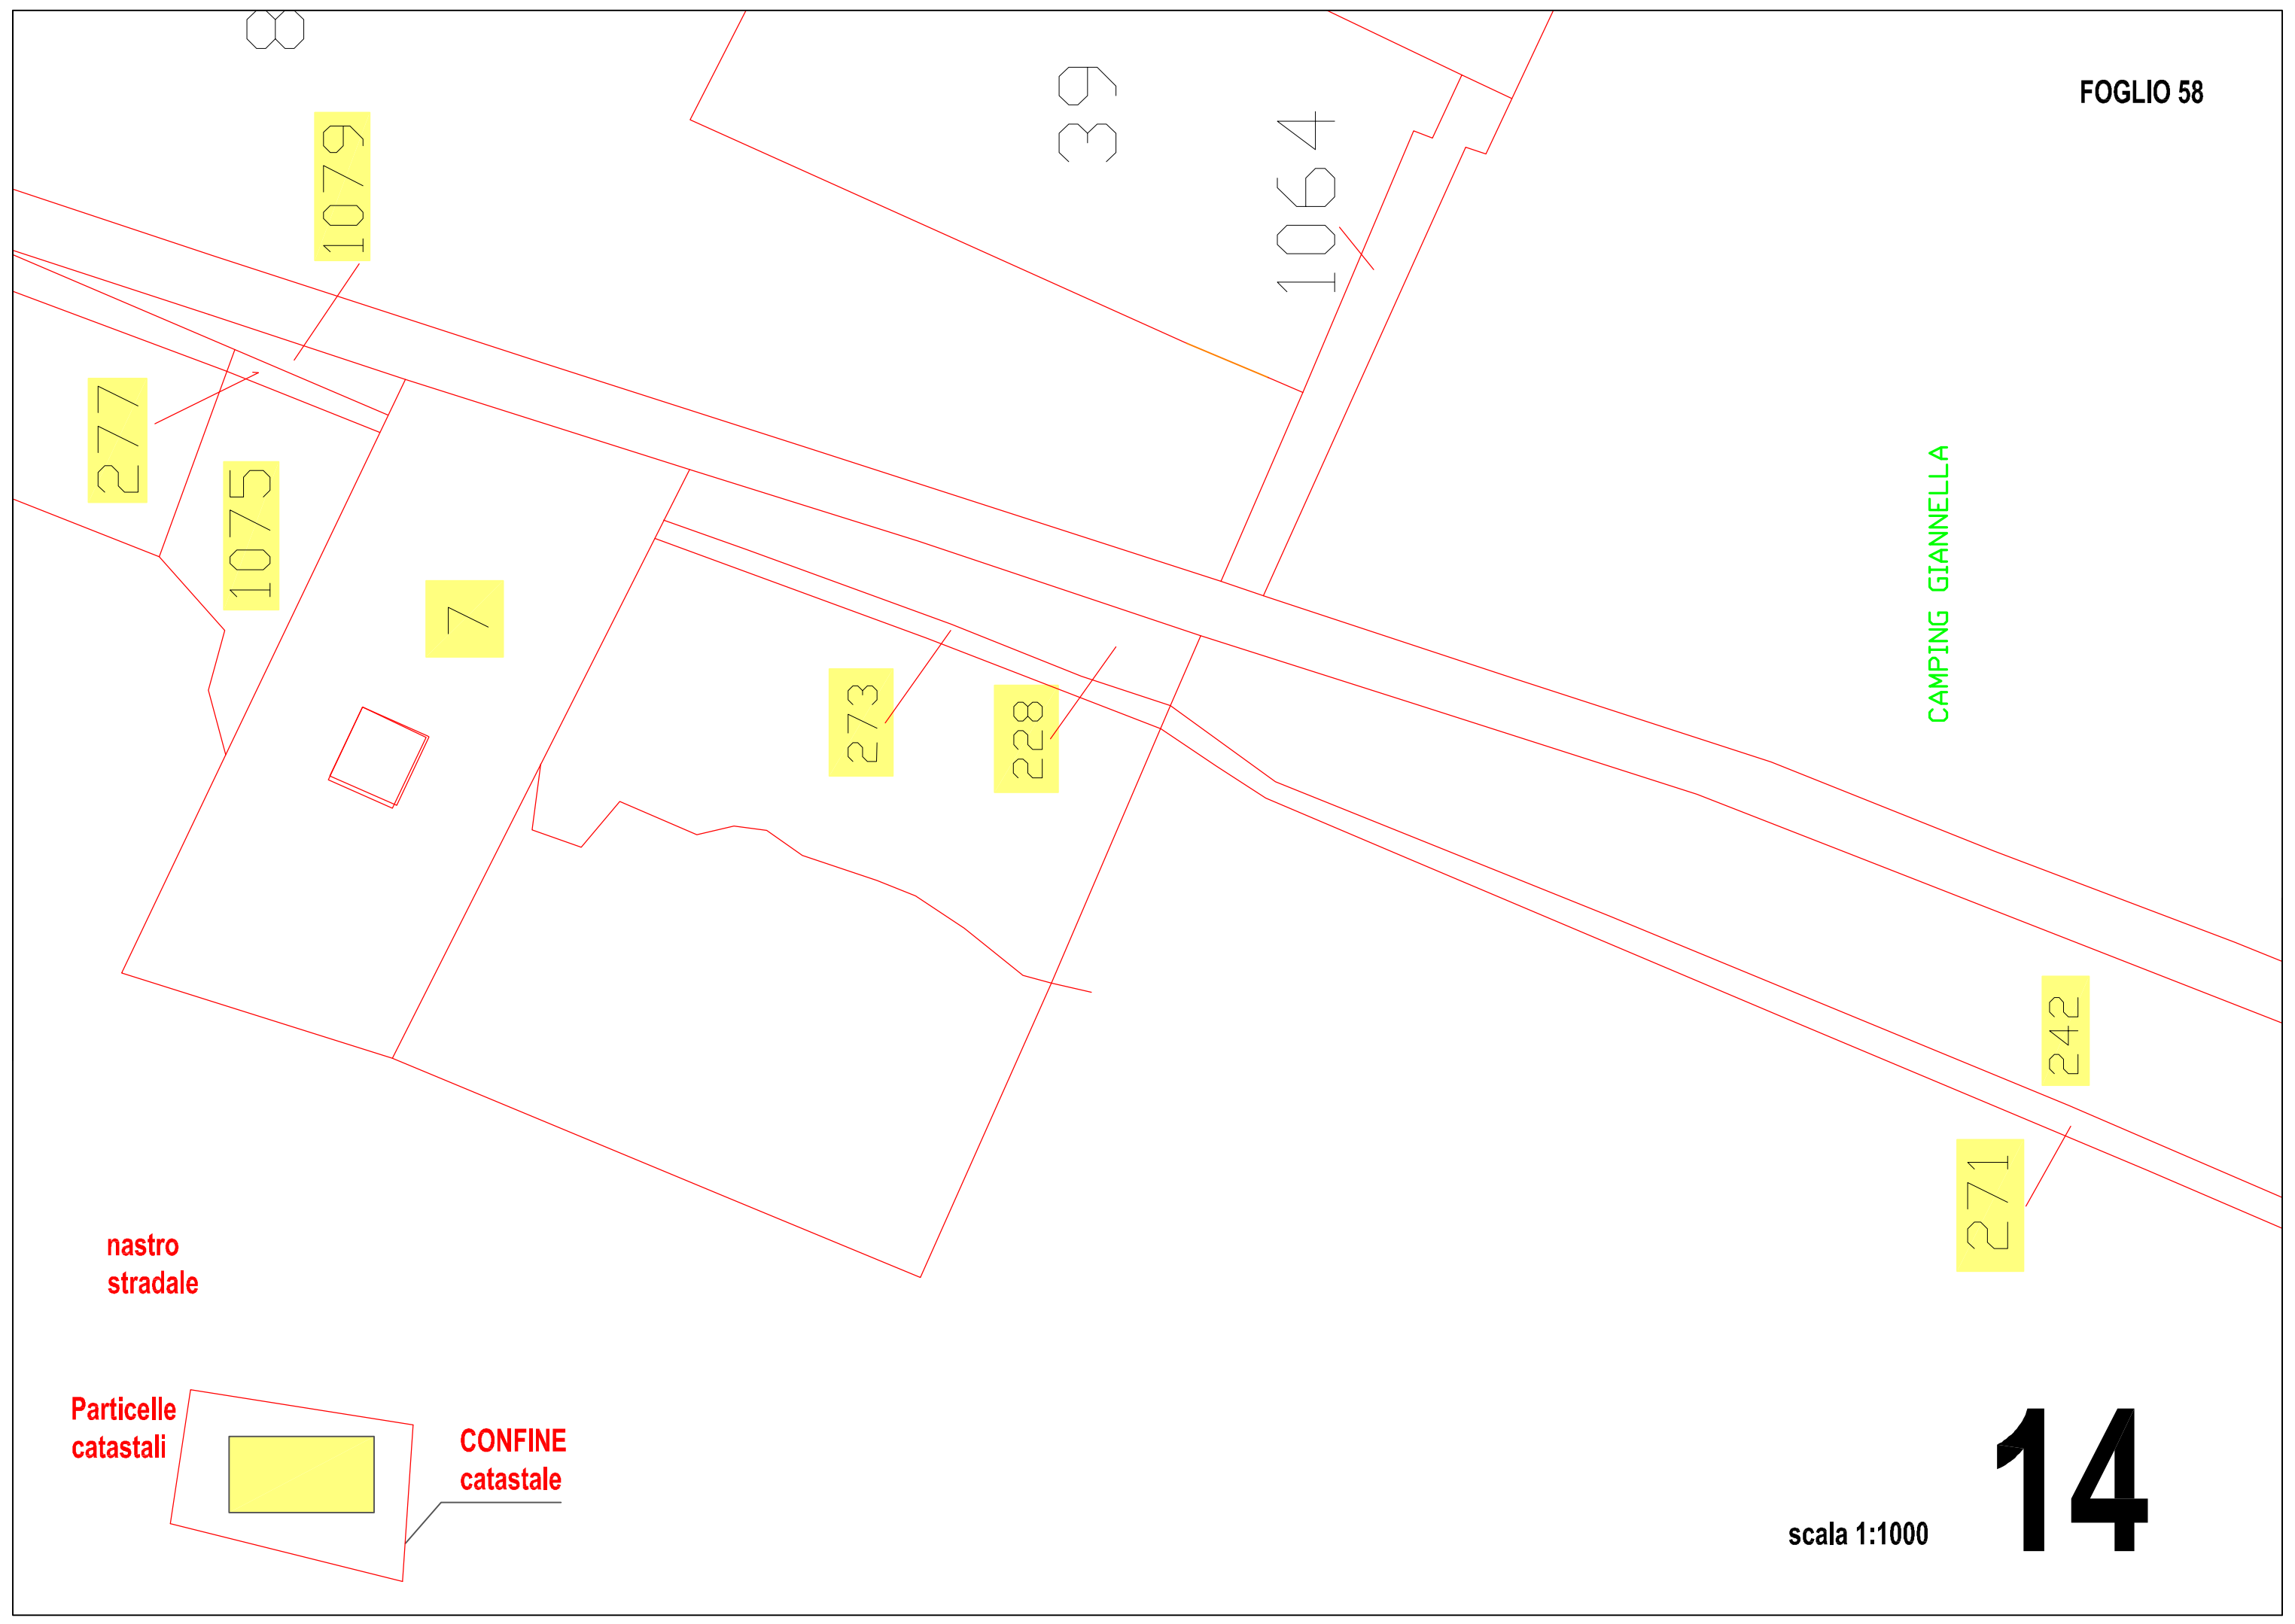 8
39
FOGLIO 58
1079
1064
277
1075
7
CAMPING GIANNELLA
273
228
242
271
nastro
stradale
Particelle
catastali
CONFINE
catastale
scala 1:1000
14